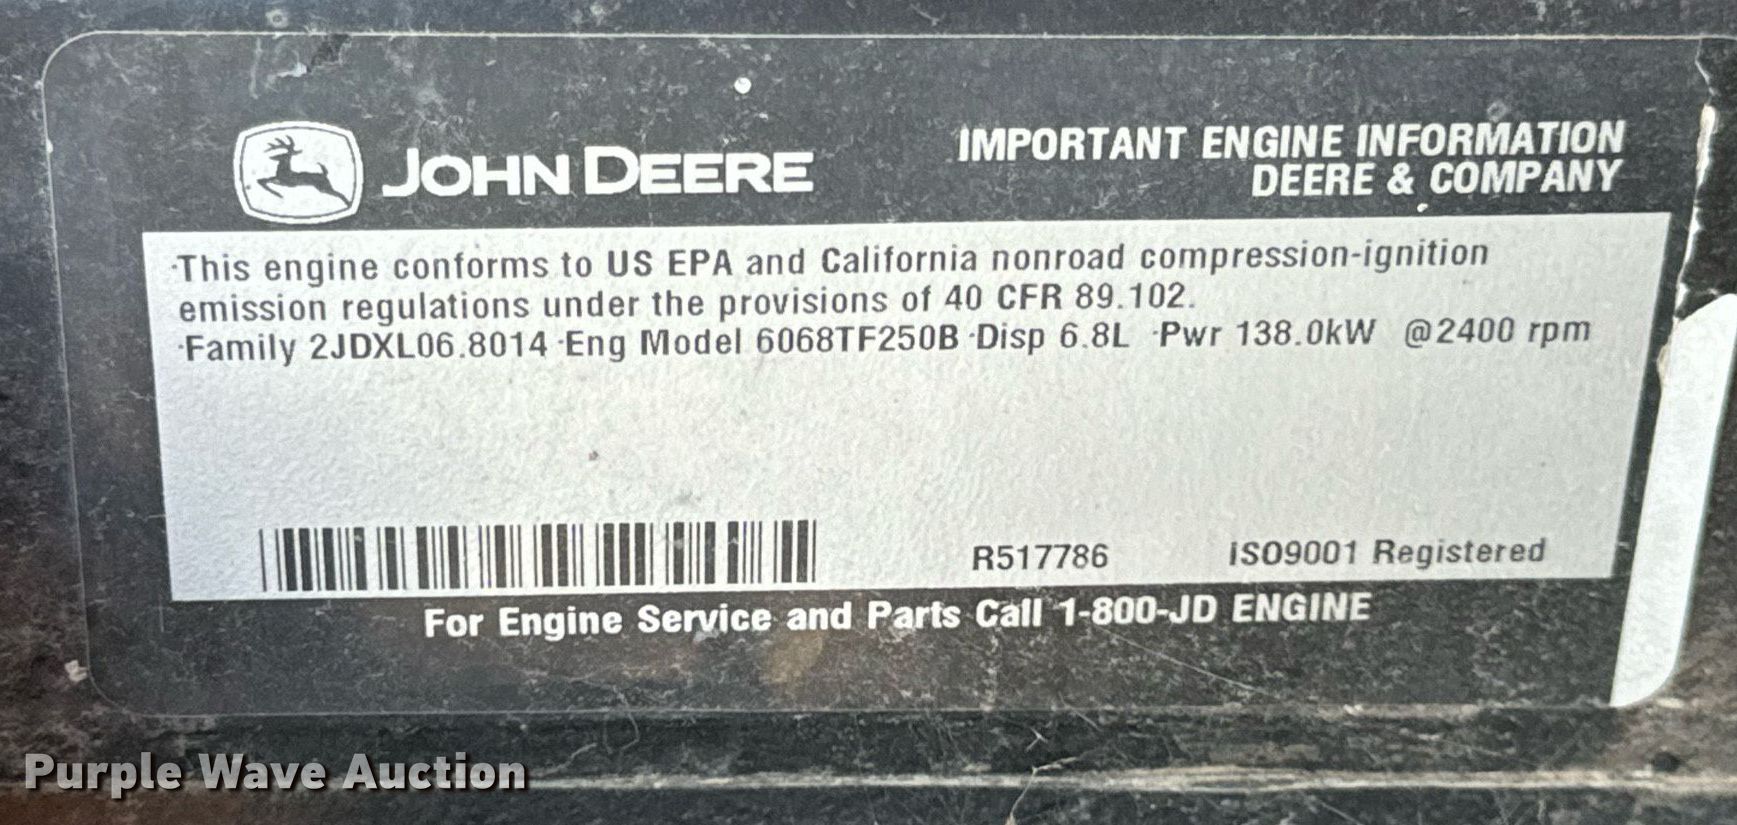 JOHN DEERE
IMPORTANT ENGINE INFORMATION
DEERE & COMPANY
·This engine conforms to US EPA and California nonroad compression-ignition
emission regulations under the provisions of 40 CFR 89.102.
·Family 2JDXL06.8014 ·Eng Model 6068TF250B ·Disp 6.8L ·Pwr 138.0kW @2400 rpm
R517786 ISO9001 Registered
For Engine Service and Parts Call 1-800-JD ENGINE
Purple Wave Auction